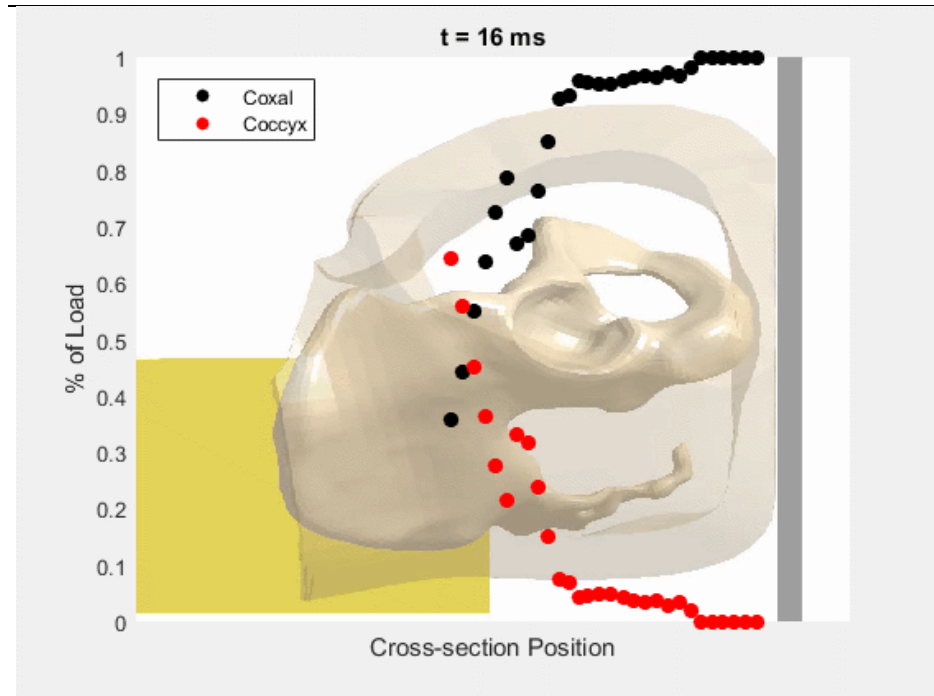 t = 16 ms
Coxal
Coccyx
1
0.9
0.8
0.7
0.6
0.5
0.4
0.3
0.2
0.1
0
% of Load
Cross-section Position